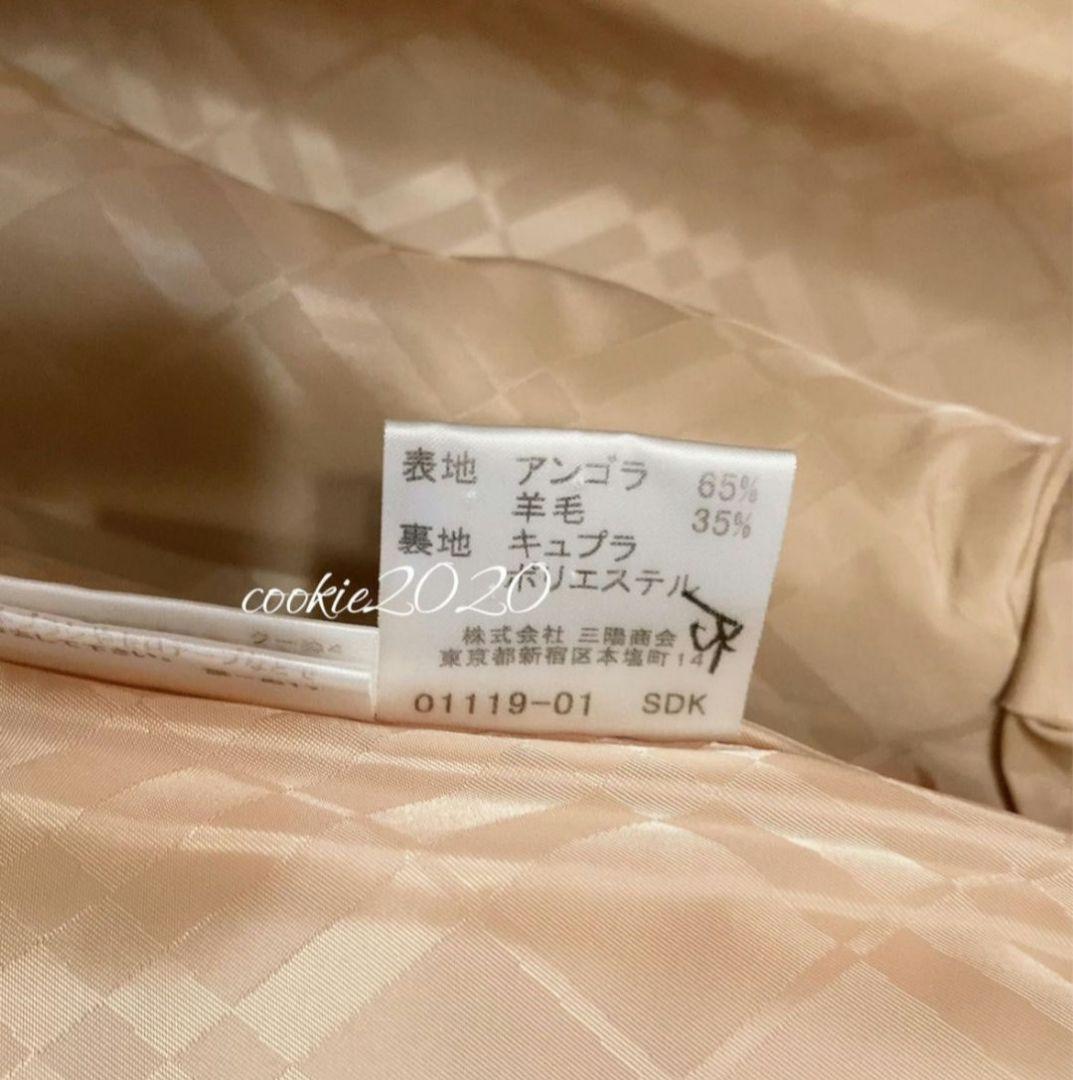 表地 アンゴラ 65%
羊毛 35%
裏地 キュプラ
ポリエステル
cookie2020
株式会社 三陽商会
東京都新宿区本塩町14
01119-01 SDK